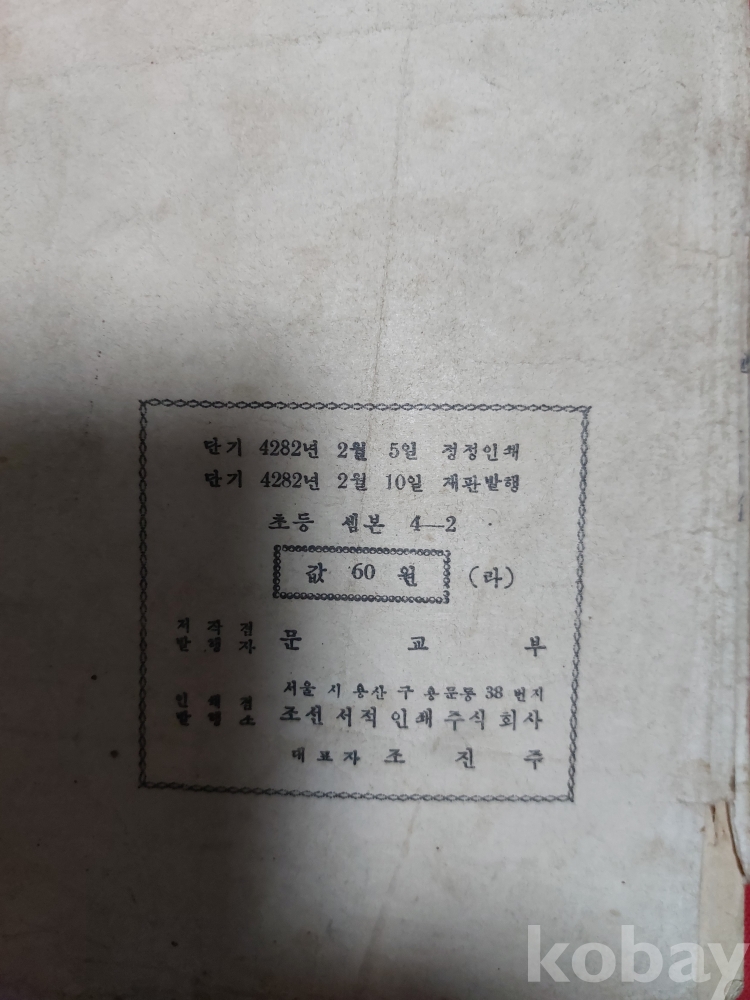 단기 4282년 2월 5일 정정인쇄
단기 4282년 2월 10일 재판발행
초등 셈본 4—2
값 60 원 (라)
저작겸
발행자 문교부
서울시 용산구 용문동 38 번지
인쇄겸
발행소 조선서적인쇄주식회사
대표자 조진주
kobay